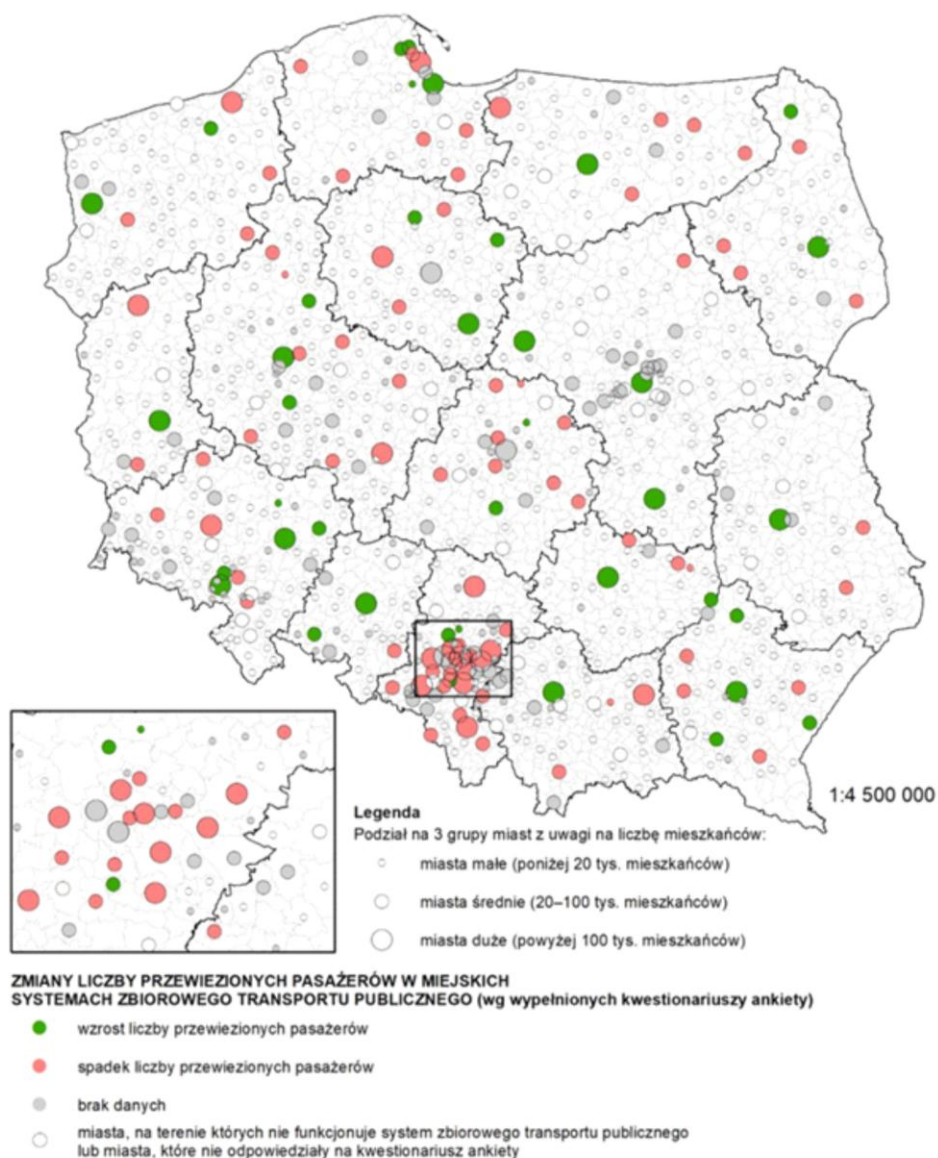 1:4 500 000
Legenda
Podział na 3 grupy miast z uwagi na liczbę mieszkańców:
miasta małe (poniżej 20 tys. mieszkańców)
miasta średnie (20–100 tys. mieszkańców)
miasta duże (powyżej 100 tys. mieszkańców)
ZMIANY LICZBY PRZEWIEZIONYCH PASAŻERÓW W MIEJSKICH
SYSTEMACH ZBIOROWEGO TRANSPORTU PUBLICZNEGO (wg wypełnionych kwestionariuszy ankiety)
wzrost liczby przewiezionych pasażerów
spadek liczby przewiezionych pasażerów
brak danych
miasta, na terenie których nie funkcjonuje system zbiorowego transportu publicznego
lub miasta, które nie odpowiedziały na kwestionariusz ankiety